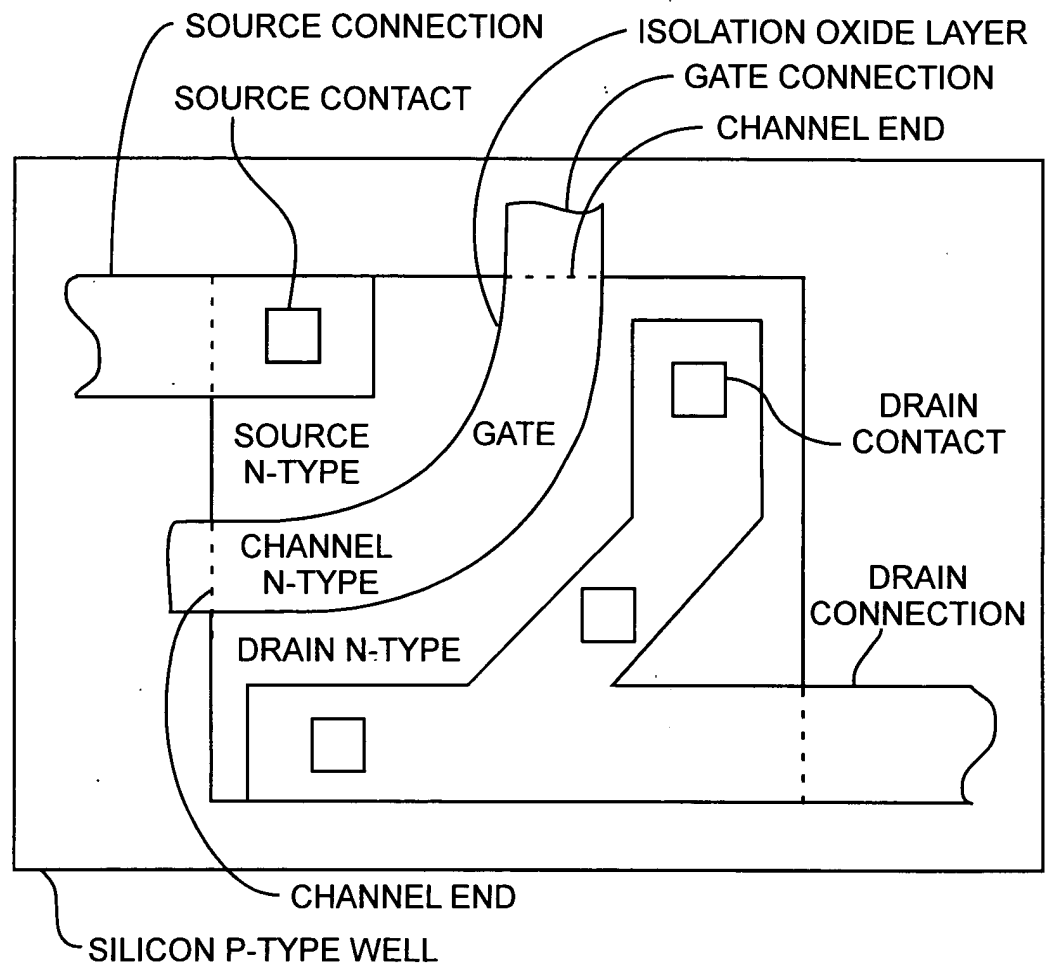 SOURCE CONNECTION
ISOLATION OXIDE LAYER
SOURCE CONTACT
GATE CONNECTION
CHANNEL END
DRAIN
CONTACT
SOURCE
N-TYPE
GATE
CHANNEL
N-TYPE
DRAIN
CONNECTION
DRAIN N-TYPE
CHANNEL END
SILICON P-TYPE WELL